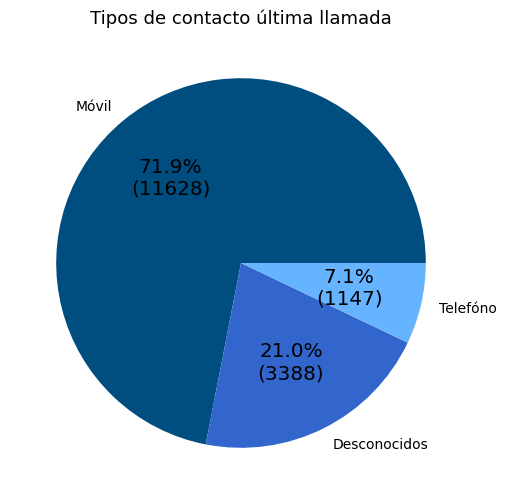 Tipos de contacto última llamada
Móvil
71.9%
(11628)
7.1%
(1147)
Telefóno
21.0%
(3388)
Desconocidos